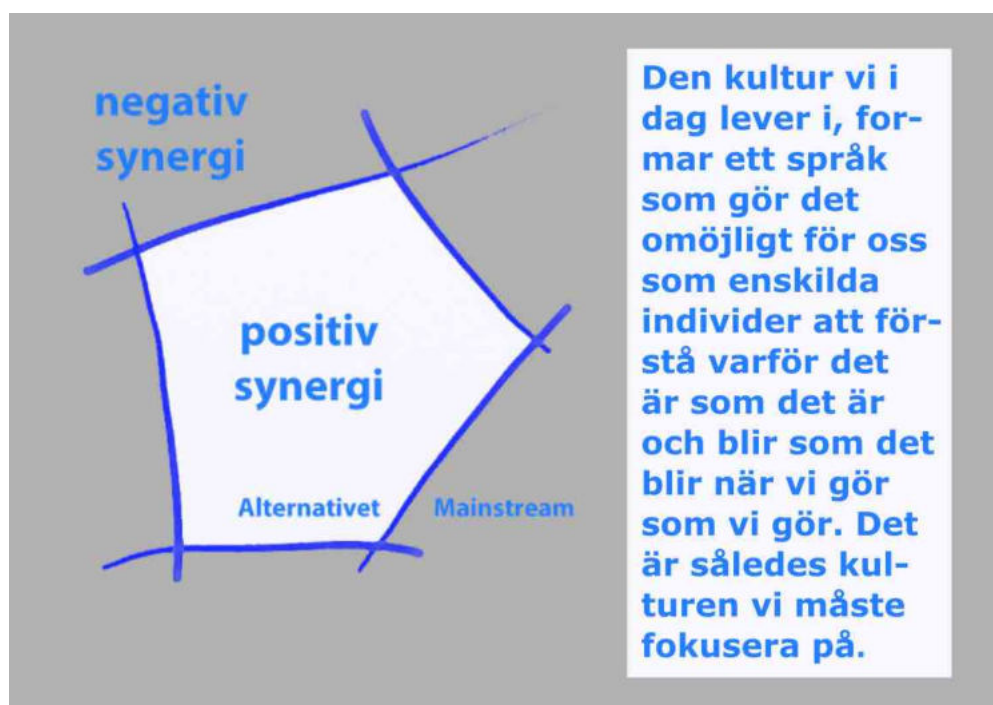 negativ
synergi
positiv
synergi
Alternativet
Mainstream
Den kultur vi i
dag lever i, for-
mar ett språk
som gör det
omöjligt för oss
som enskilda
individer att för-
stå varför det
är som det är
och blir som det
blir när vi gör
som vi gör. Det
är således kul-
turen vi måste
fokusera på.